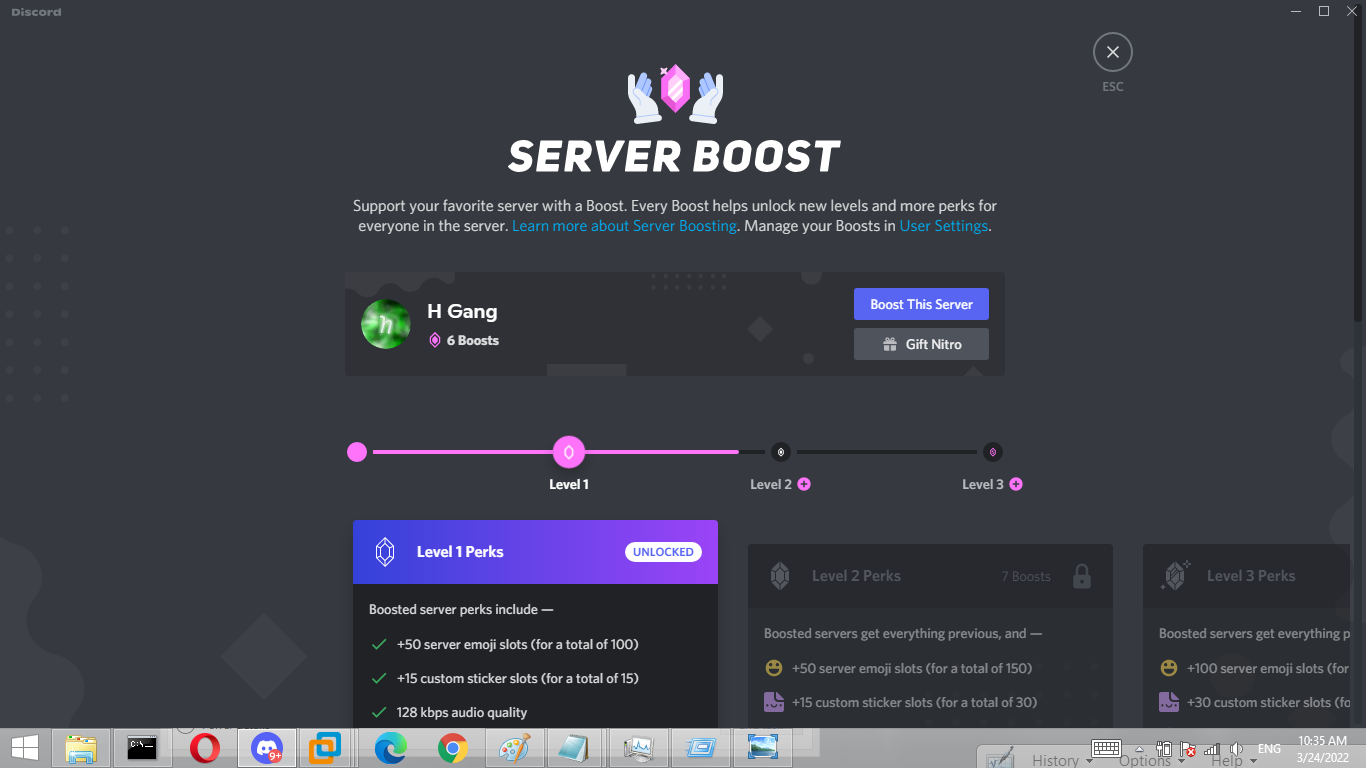 Discord
ESC
SERVER BOOST
Support your favorite server with a Boost. Every Boost helps unlock new levels and more perks for
everyone in the server. Learn more about Server Boosting. Manage your Boosts in User Settings.
h
H Gang
6 Boosts
Boost This Server
Gift Nitro
Level 1
Level 2
Level 3
Level 1 Perks
UNLOCKED
Boosted server perks include —
+50 server emoji slots (for a total of 100)
+15 custom sticker slots (for a total of 15)
128 kbps audio quality
Level 2 Perks
7 Boosts
Boosted servers get everything previous, and —
+50 server emoji slots (for a total of 150)
+15 custom sticker slots (for a total of 30)
Level 3 Perks
Boosted servers get everything p
+100 server emoji slots (for
+30 custom sticker slots (fo
C:\_
9+
History
Options
Help
ENG
10:35 AM
3/24/2022